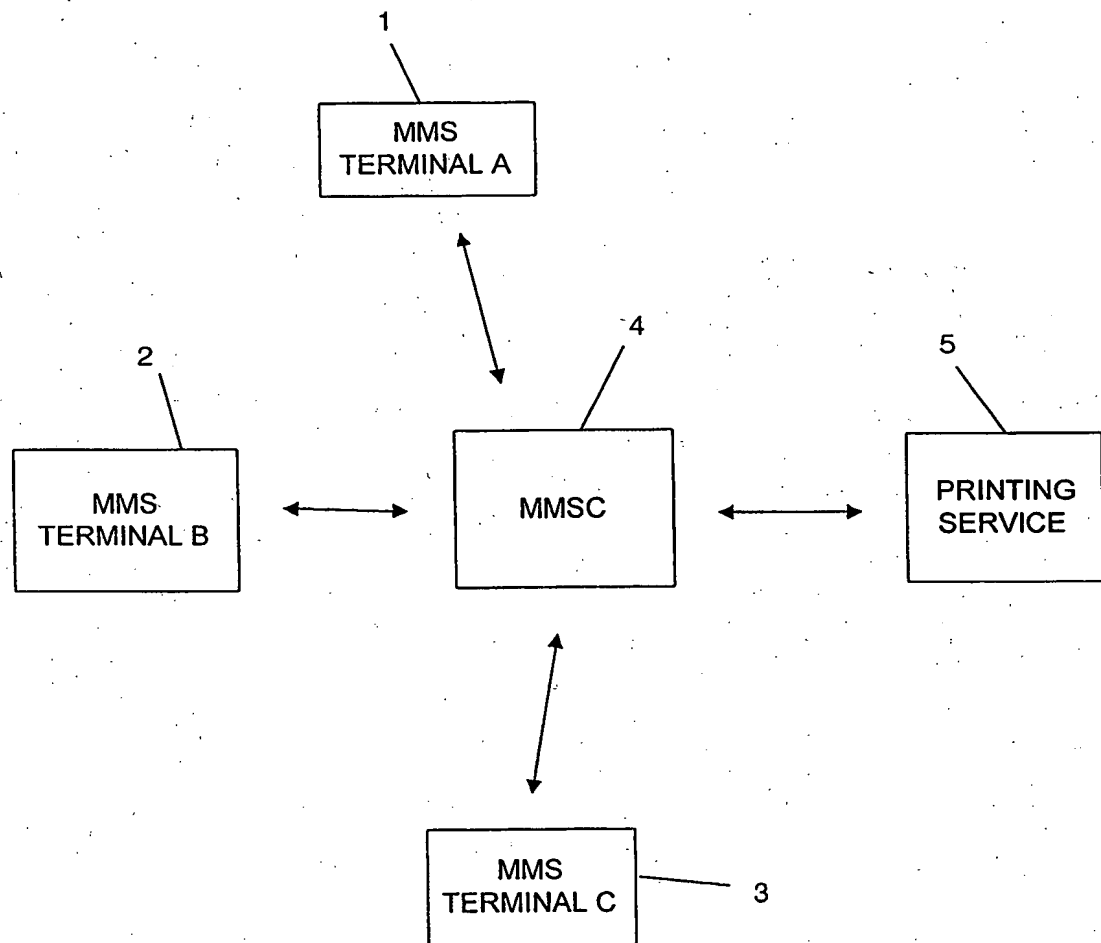 1
MMS
TERMINAL A
4
2
5
MMS
TERMINAL B
MMSC
PRINTING
SERVICE
MMS
TERMINAL C
3